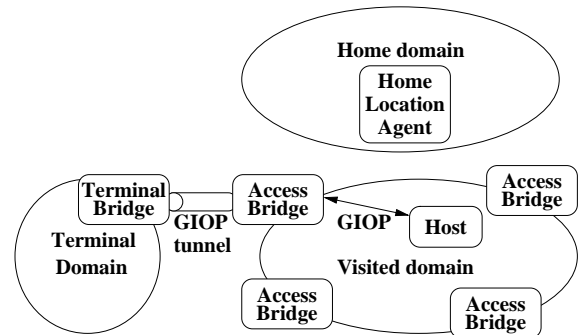 Home domain
Home
Location
Agent
Terminal
Bridge
Access
Bridge
Access
Bridge
GIOP
tunnel
GIOP
Host
Terminal
Domain
Visited domain
Access
Bridge
Access
Bridge